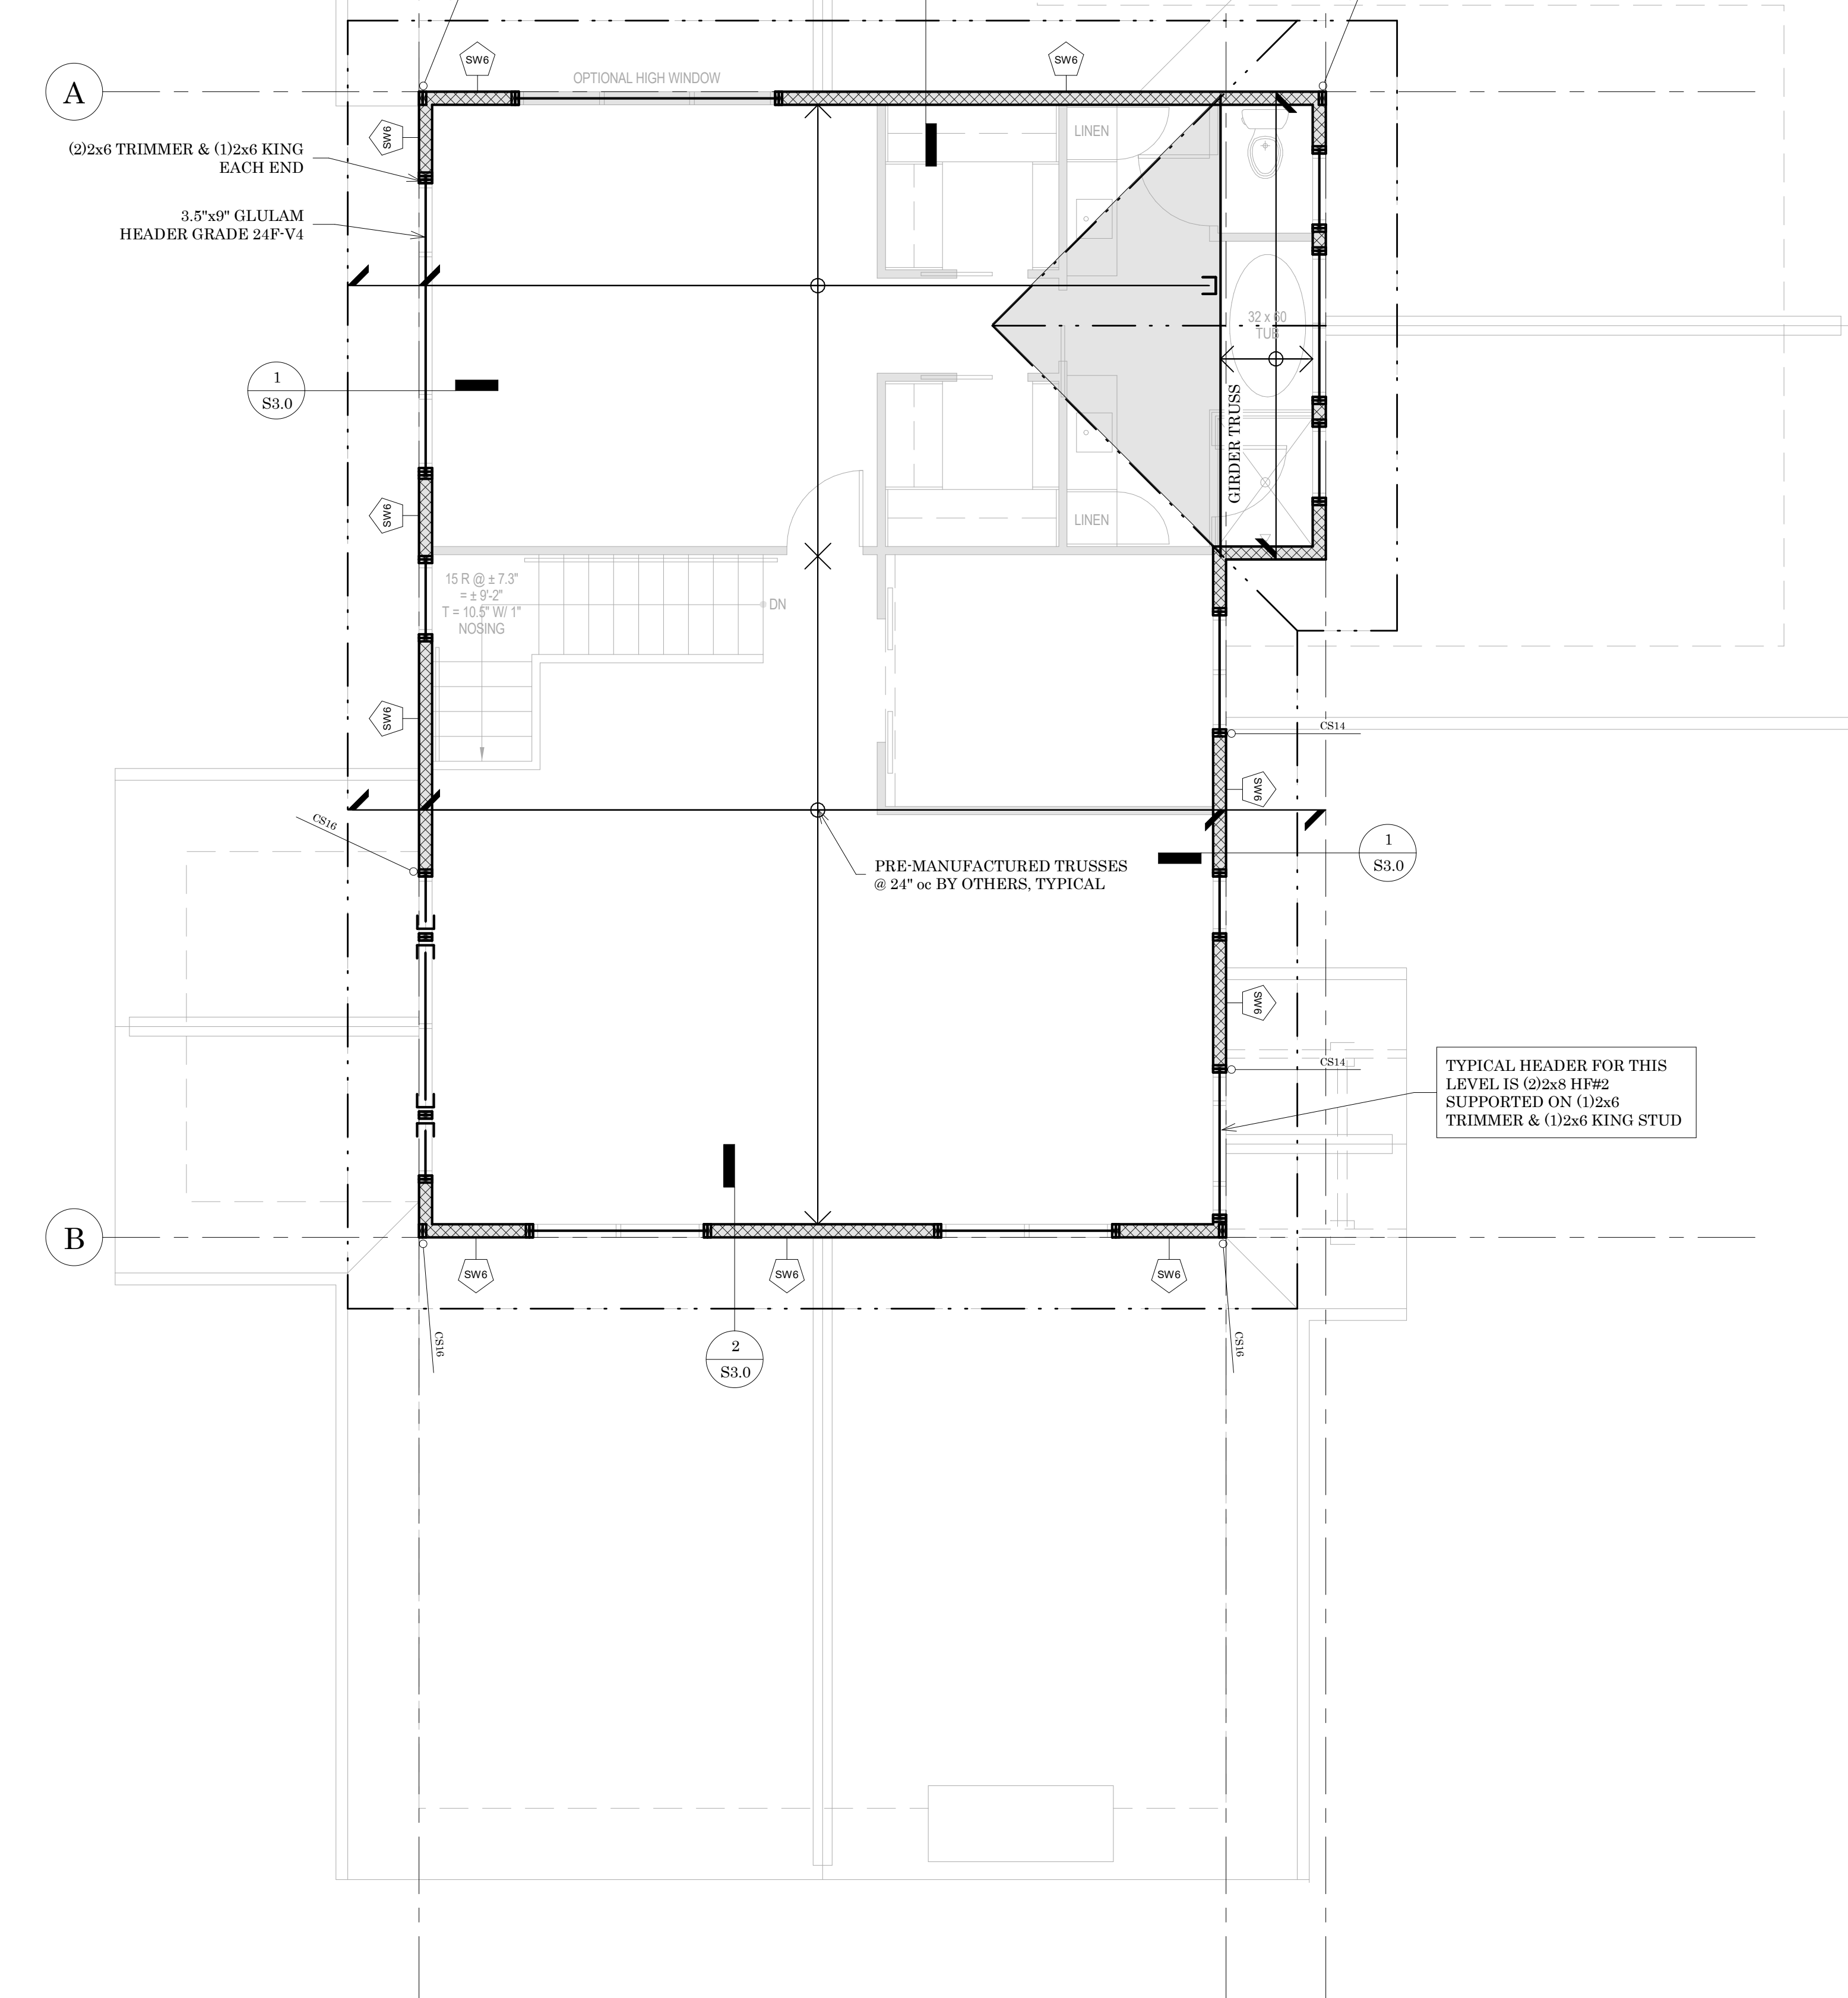 OPTIONAL HIGH WINDOW
SW6
SW6
A
SW6
(2)2x6 TRIMMER & (1)2x6 KING
EACH END
3.5"x9" GLULAM
HEADER GRADE 24F-V4
LINEN
32 x 60
TUB
1
S3.0
GIRDER TRUSS
SW6
LINEN
15 R @ ± 7.3"
= ± 9'-2"
T = 10.5" W/ 1"
NOSING
DN
SW6
CS14
SW6
CS16
PRE-MANUFACTURED TRUSSES
@ 24" oc BY OTHERS, TYPICAL
1
S3.0
SW6
CS14
TYPICAL HEADER FOR THIS
LEVEL IS (2)2x8 HF#2
SUPPORTED ON (1)2x6
TRIMMER & (1)2x6 KING STUD
B
SW6
SW6
SW6
CS16
2
S3.0
CS16